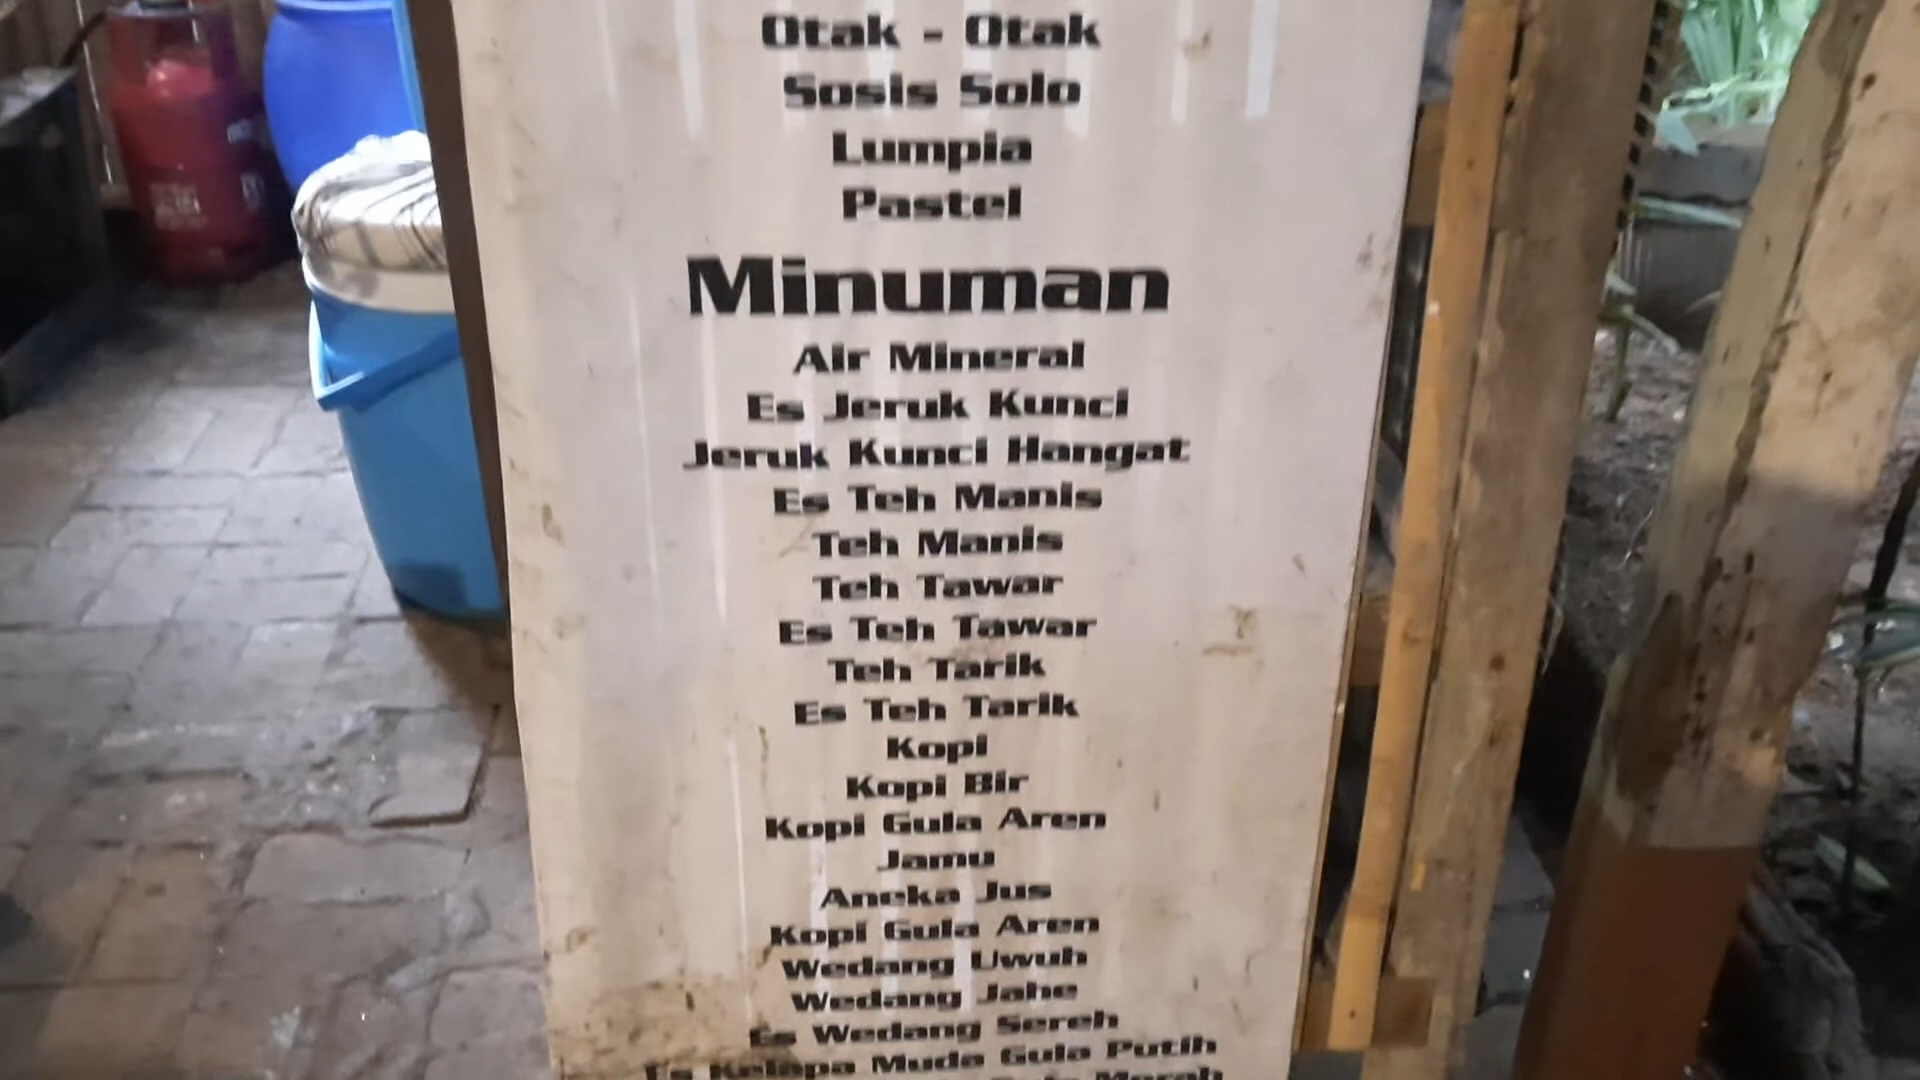 Otak - Otak
Sosis Solo
Lumpia
Pastel
Minuman
Air Mineral
Es Jeruk Kunci
Jeruk Kunci Hangat
Es Teh Manis
Teh Manis
Teh Tawar
Es Teh Tawar
Teh Tarik
Es Teh Tarik
Kopi
Kopi Bir
Kopi Gula Aren
Jamu
Aneka Jus
Kopi Gula Aren
Wedang Uwuh
Wedang Jahe
Es Wedang Sereh
Es Kelapa Muda Gula Putih
Merah